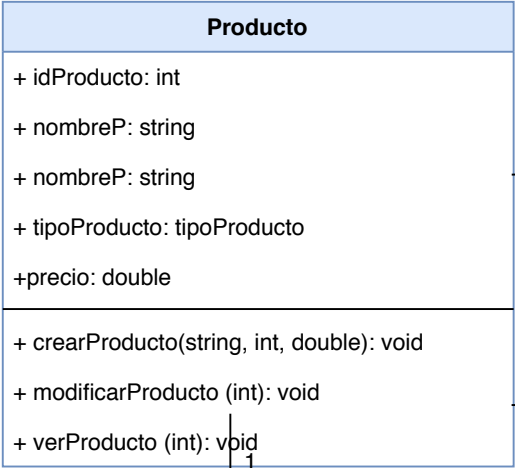 Producto
+ idProducto: int
+ nombreP: string
+ nombreP: string
+ tipoProducto: tipoProducto
+precio: double
+ crearProducto(string, int, double): void
+ modificarProducto (int): void
+ verProducto (int): void
1